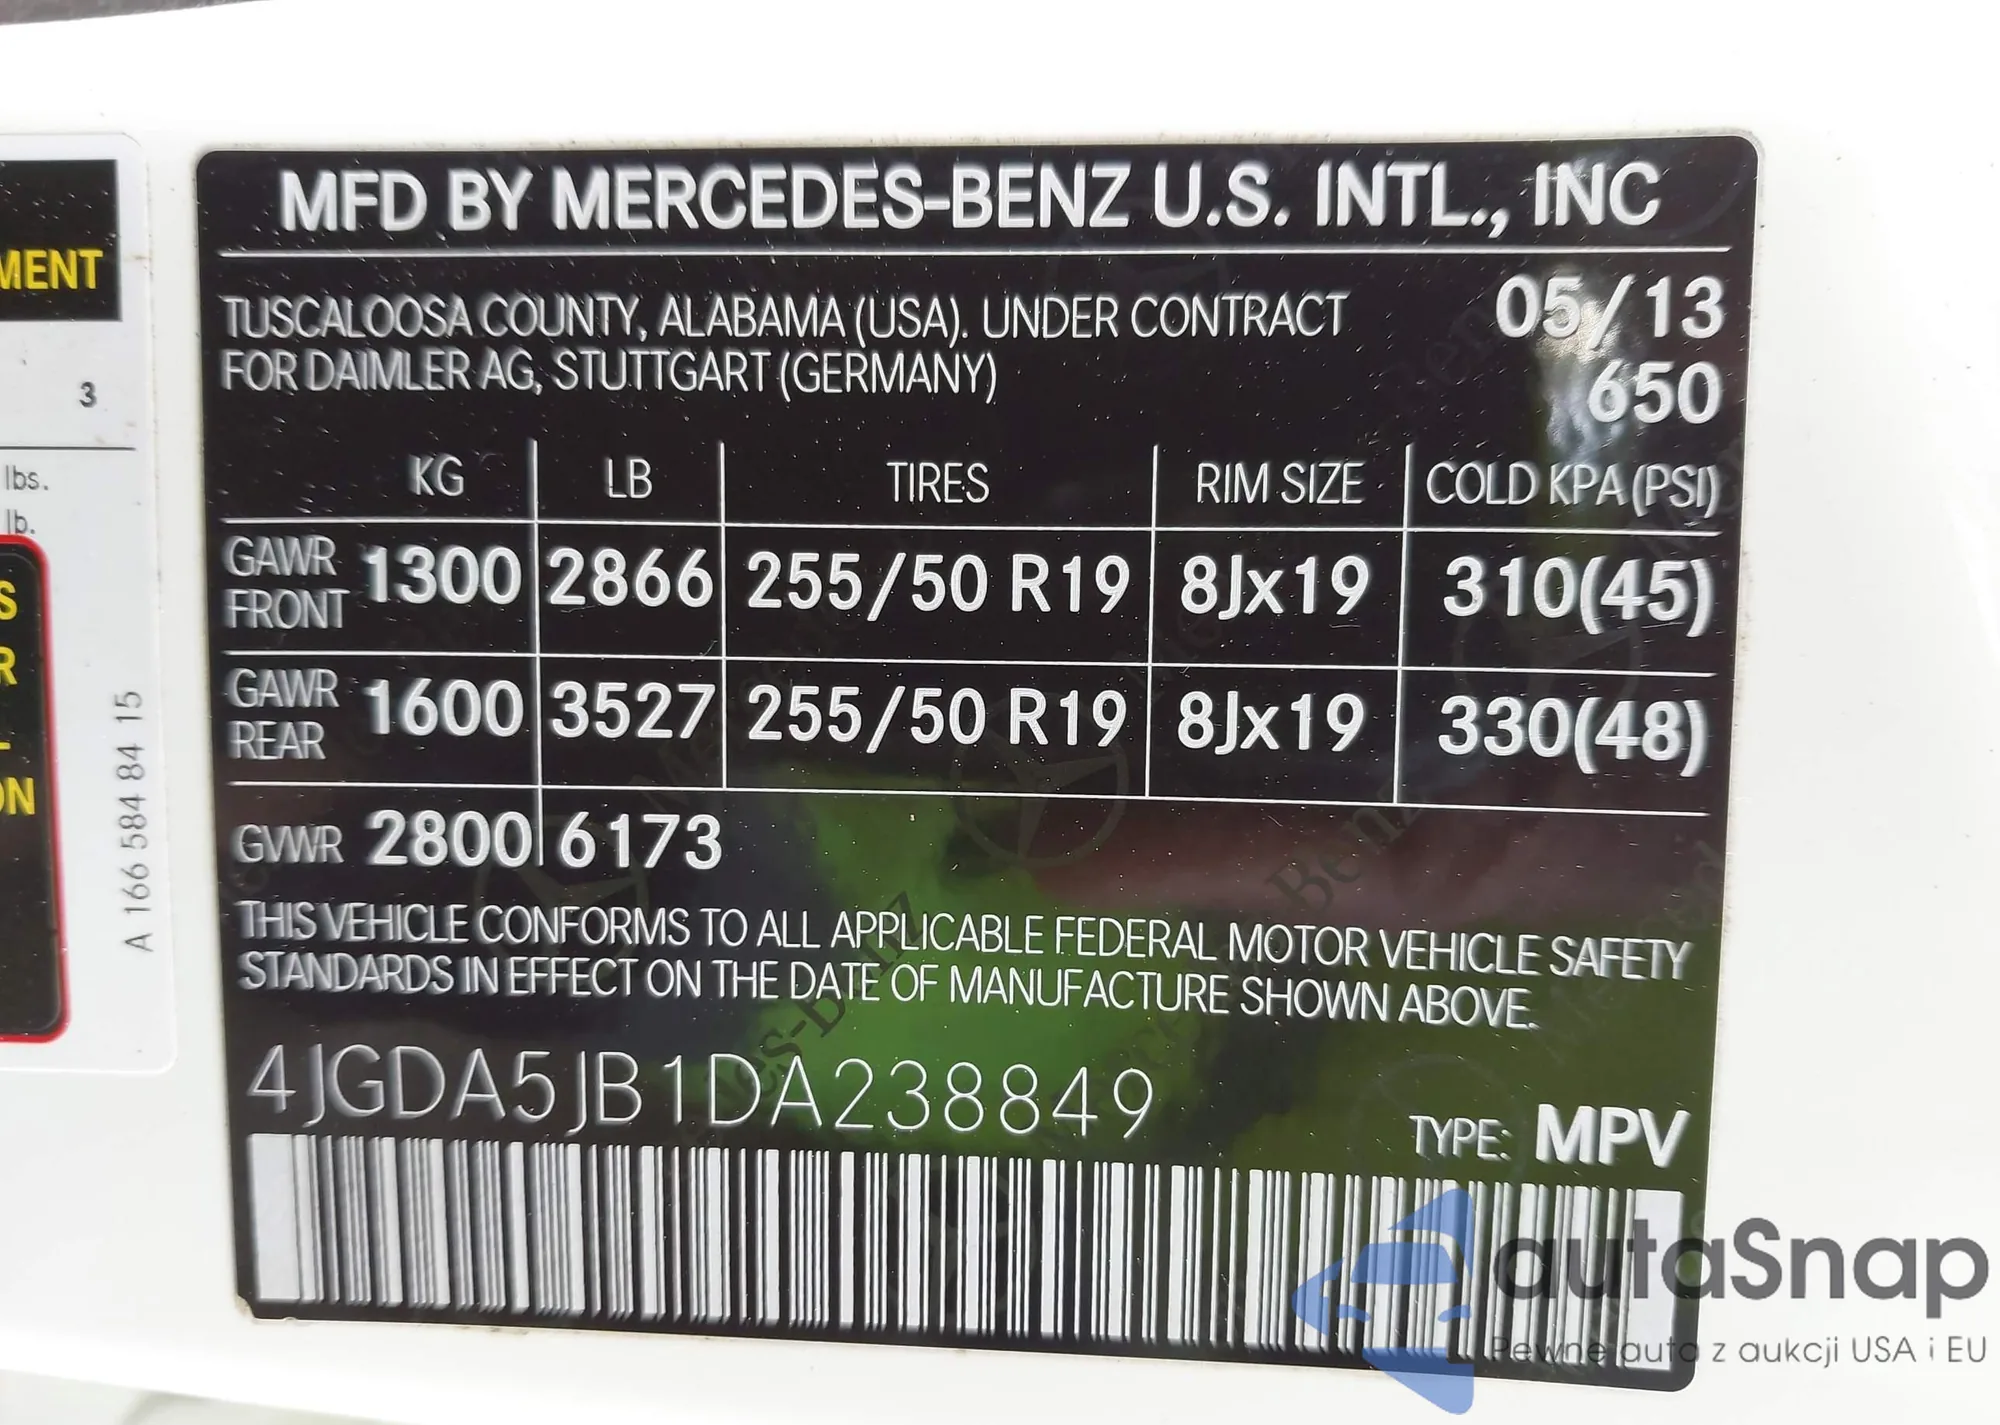 MENT
3
lbs.
lb.
S
R
L
ON
A 166 584 84 15
MFD BY MERCEDES-BENZ U.S. INTL., INC
TUSCALOOSA COUNTY, ALABAMA (USA). UNDER CONTRACT
FOR DAIMLER AG, STUTTGART (GERMANY)
05/13
650
KG LB TIRES RIM SIZE COLD KPA (PSI)
GAWR FRONT 1300 2866 255/50 R19 8Jx19 310(45)
GAWR REAR 1600 3527 255/50 R19 8Jx19 330(48)
GVWR 2800 6173
THIS VEHICLE CONFORMS TO ALL APPLICABLE FEDERAL MOTOR VEHICLE SAFETY
STANDARDS IN EFFECT ON THE DATE OF MANUFACTURE SHOWN ABOVE.
4JGDA5JB1DA238849
TYPE: MPV
autaSnap
Pewne auta z aukcji USA i EU